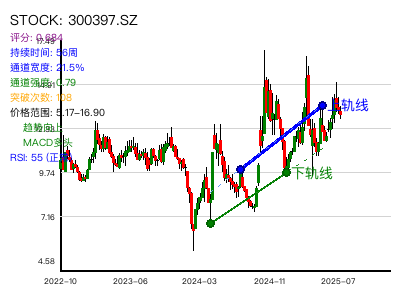 STOCK: 300397.SZ
评分: 0.684
持续时间: 56周
通道宽度: 21.5%
通道强度: 0.79
突破次数: 108
价格范围: 5.17–16.90
趋势向上
MACD多头
RSI: 55 (正常)
上轨线
下轨线
9.74
7.16
4.58
2022-10
2023-06
2024-03
2024-11
2025-07